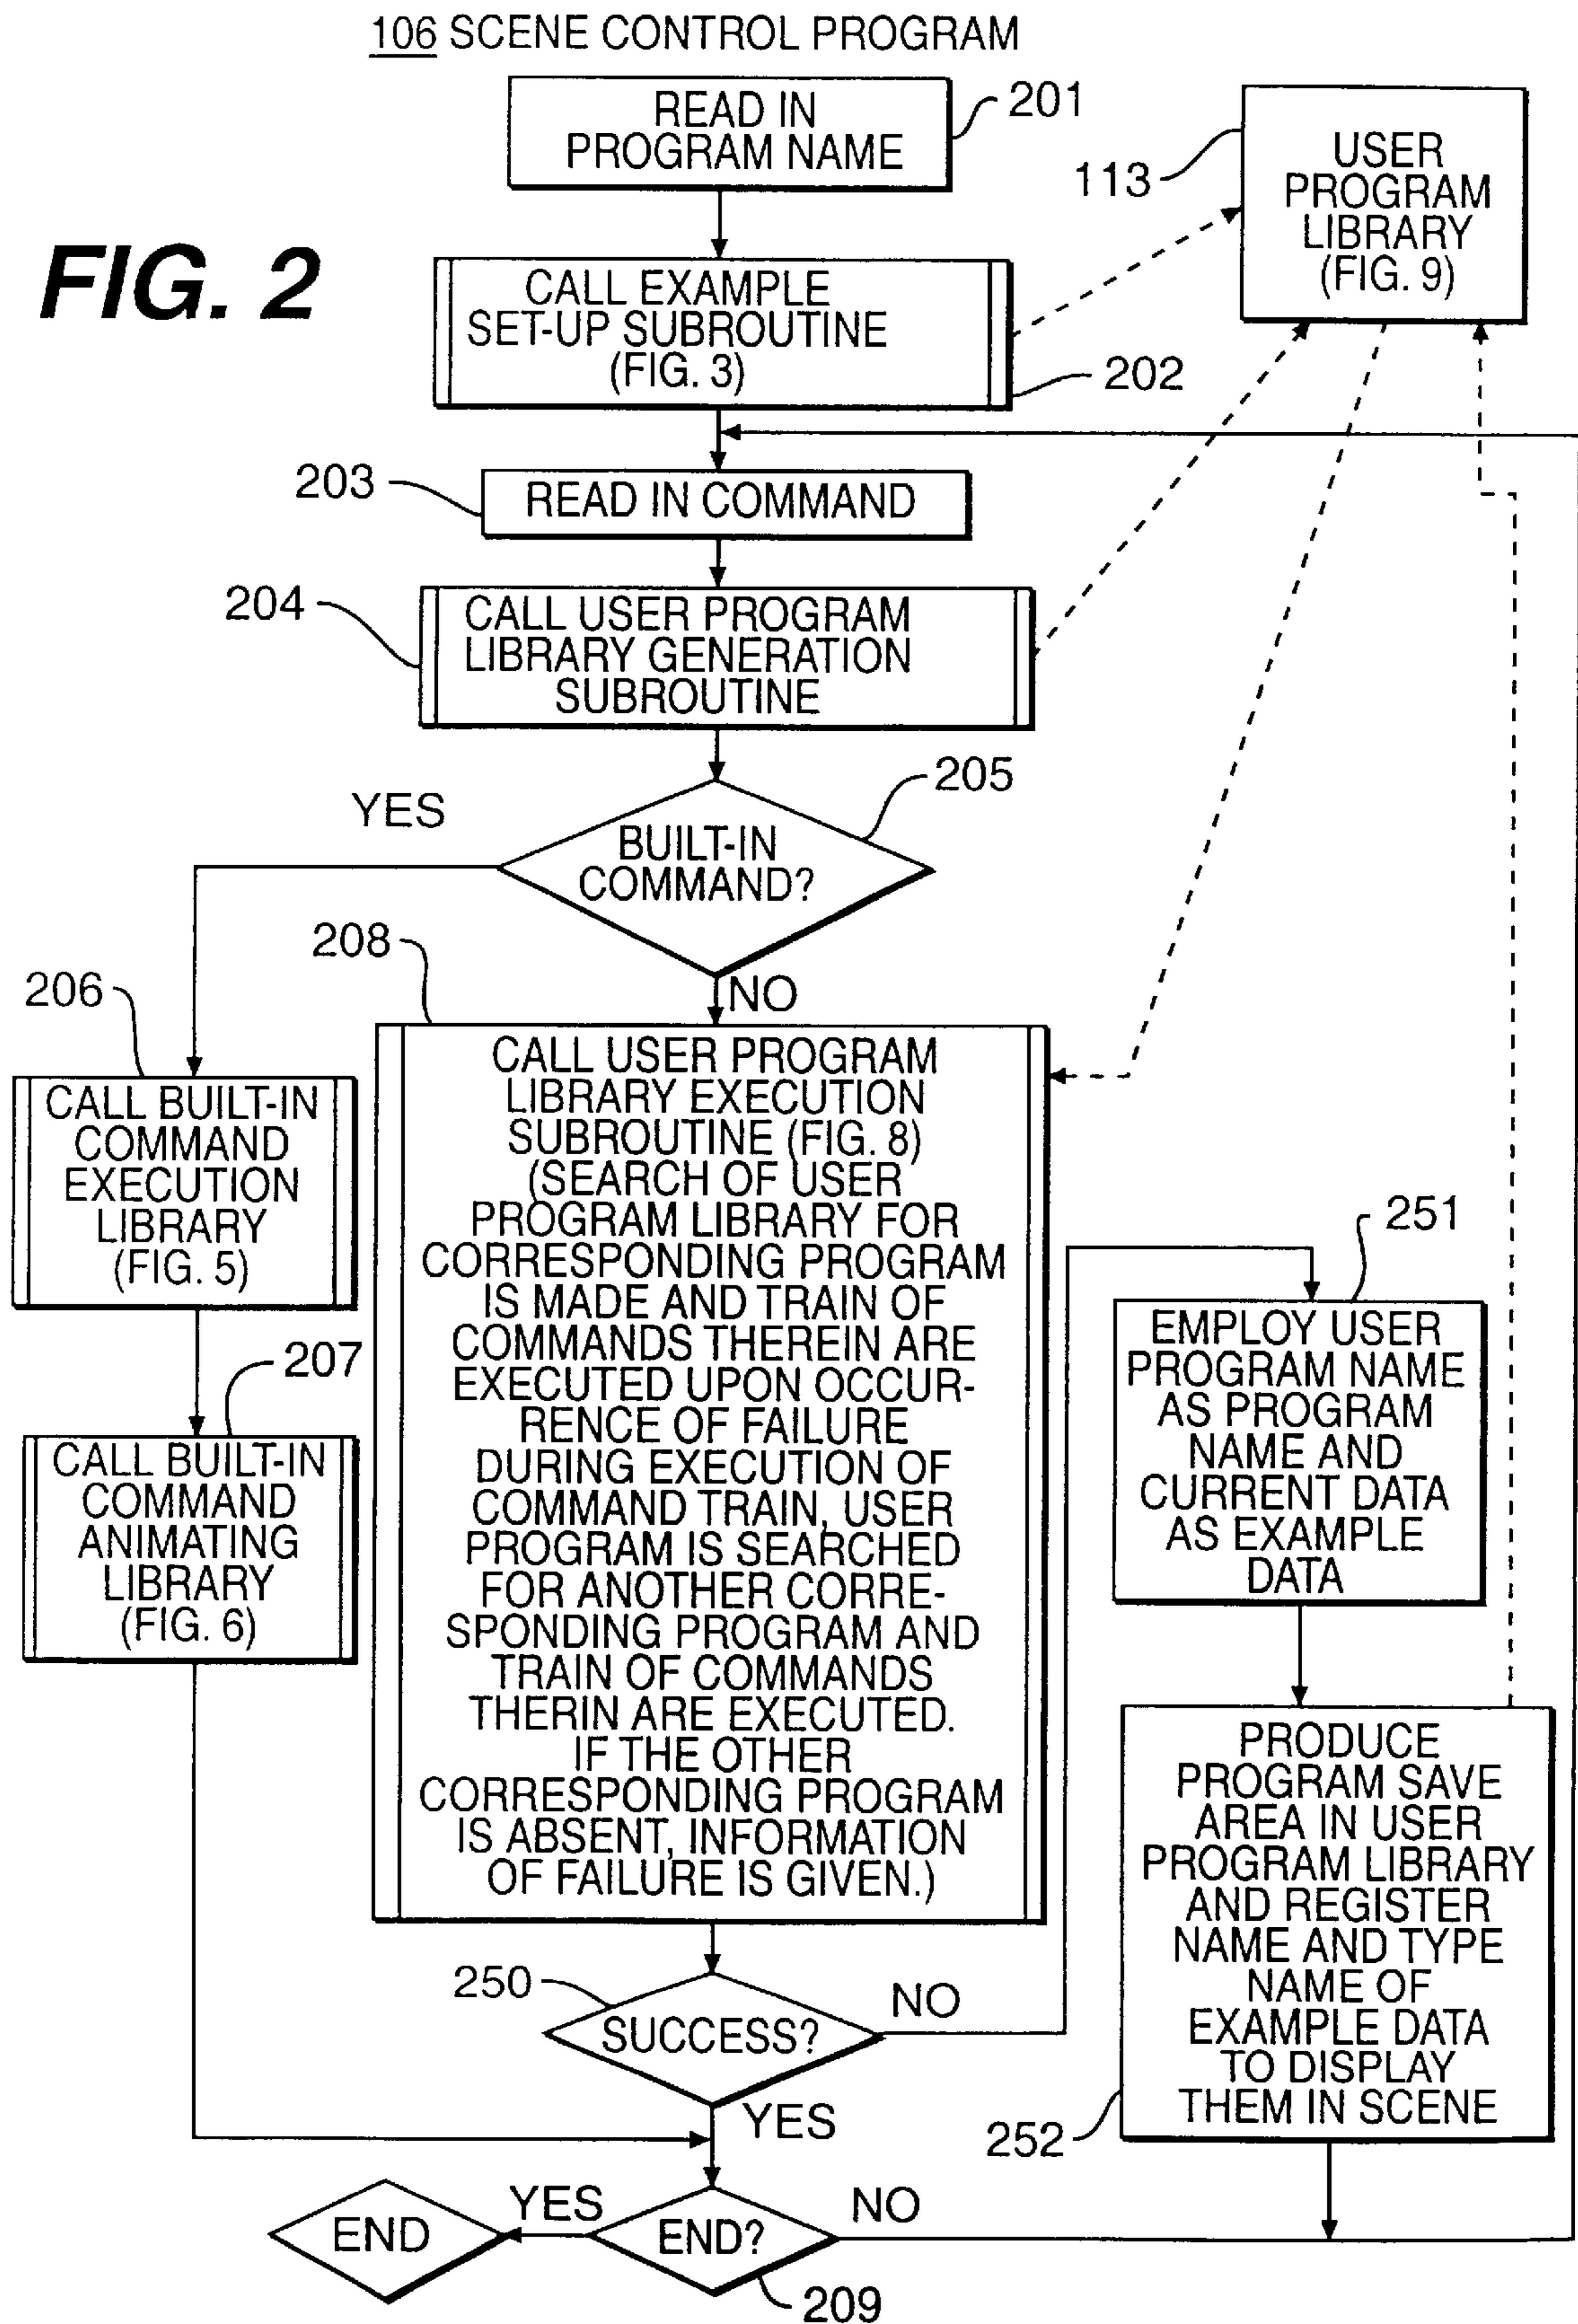 106 SCENE CONTROL PROGRAM
READ IN
PROGRAM NAME
201
113
USER
PROGRAM
LIBRARY
(FIG. 9)
FIG. 2
CALL EXAMPLE
SET-UP SUBROUTINE
(FIG. 3)
202
203
READ IN COMMAND
204
CALL USER PROGRAM
LIBRARY GENERATION
SUBROUTINE
205
YES
BUILT-IN
COMMAND?
208
NO
206
CALL BUILT-IN
COMMAND
EXECUTION
LIBRARY
(FIG. 5)
207
CALL BUILT-IN
COMMAND
ANIMATING
LIBRARY
(FIG. 6)
CALL USER PROGRAM
LIBRARY EXECUTION
SUBROUTINE (FIG. 8)
(SEARCH OF USER
PROGRAM LIBRARY FOR
CORRESPONDING PROGRAM
IS MADE AND TRAIN OF
COMMANDS THEREIN ARE
EXECUTED UPON OCCUR-
RENCE OF FAILURE
DURING EXECUTION OF
COMMAND TRAIN, USER
PROGRAM IS SEARCHED
FOR ANOTHER CORRE-
SPONDING PROGRAM AND
TRAIN OF COMMANDS
THERIN ARE EXECUTED.
IF THE OTHER
CORRESPONDING PROGRAM
IS ABSENT, INFORMATION
OF FAILURE IS GIVEN.)
251
EMPLOY USER
PROGRAM NAME
AS PROGRAM
NAME AND
CURRENT DATA
AS EXAMPLE
DATA
PRODUCE
PROGRAM SAVE
AREA IN USER
PROGRAM LIBRARY
AND REGISTER
NAME AND TYPE
NAME OF
EXAMPLE DATA
TO DISPLAY
THEM IN SCENE
252
250
SUCCESS?
NO
YES
END
YES
END?
NO
209